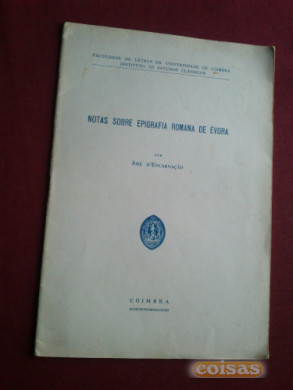 FACULDADE DE LETRAS DA UNIVERSIDADE DE COIMBRA
INSTITUTO DE ESTUDOS CLÁSSICOS
NOTAS SOBRE EPIGRAFIA ROMANA DE ÉVORA
POR
JOSÉ D'ENCARNAÇÃO
COIMBRA
coisas